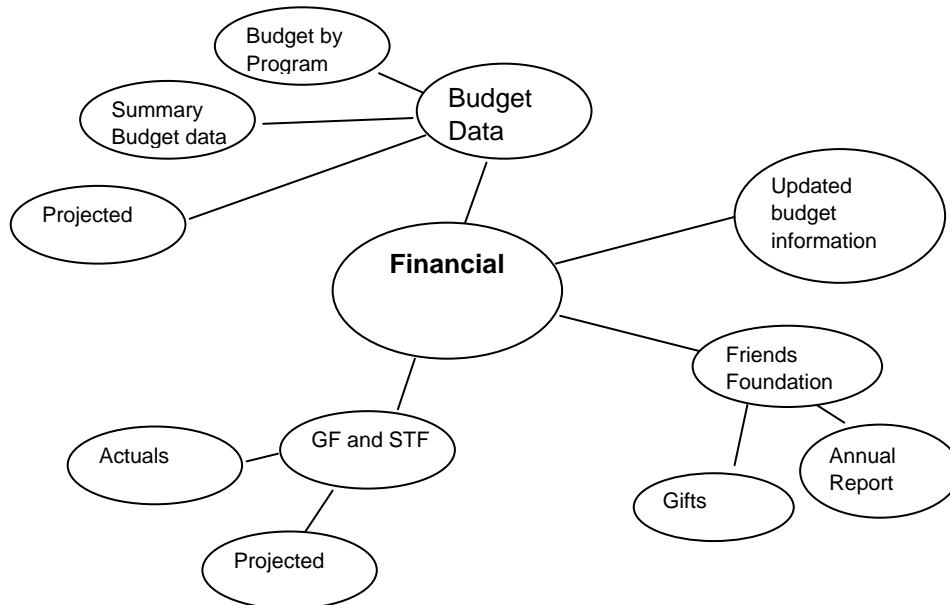 Budget by
Program
Budget
Data
Summary
Budget data
Projected
Updated
budget
information
Financial
Friends
Foundation
GF and STF
Actuals
Annual
Report
Gifts
Projected